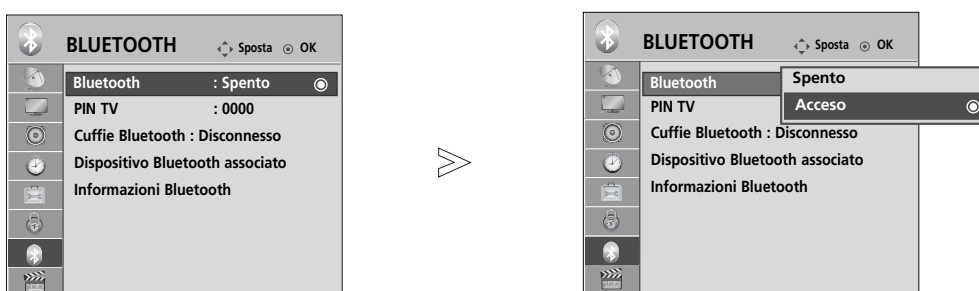 BLUETOOTH Sposta OK
Bluetooth : Spento
PIN TV : 0000
Cuffie Bluetooth : Disconnesso
Dispositivo Bluetooth associato
Informazioni Bluetooth
BLUETOOTH Sposta OK
Bluetooth Spento
PIN TV Acceso
Cuffie Bluetooth : Disconnesso
Dispositivo Bluetooth associato
Informazioni Bluetooth